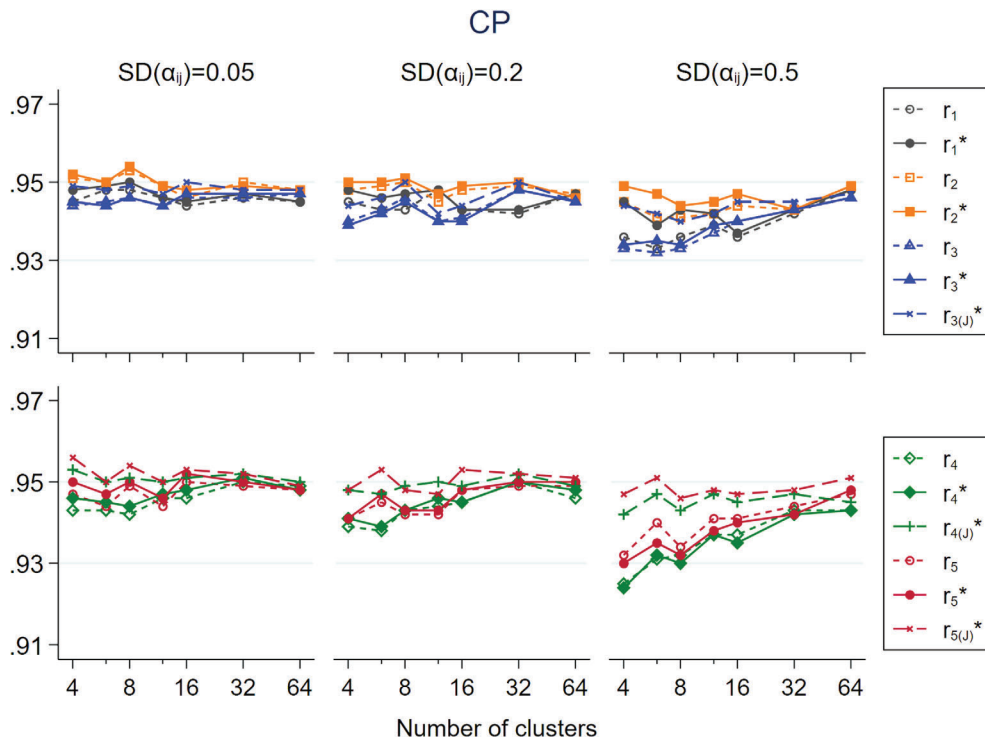 CP
SD(αij)=0.05
SD(αij)=0.2
SD(αij)=0.5
.97
.95
.93
.91
r1
r1*
r2
r2*
r3
r3*
r3(J)*
.97
.95
.93
.91
r4
r4*
r4(J)*
r5
r5*
r5(J)*
4 8 16 32 64
4 8 16 32 64
4 8 16 32 64
Number of clusters